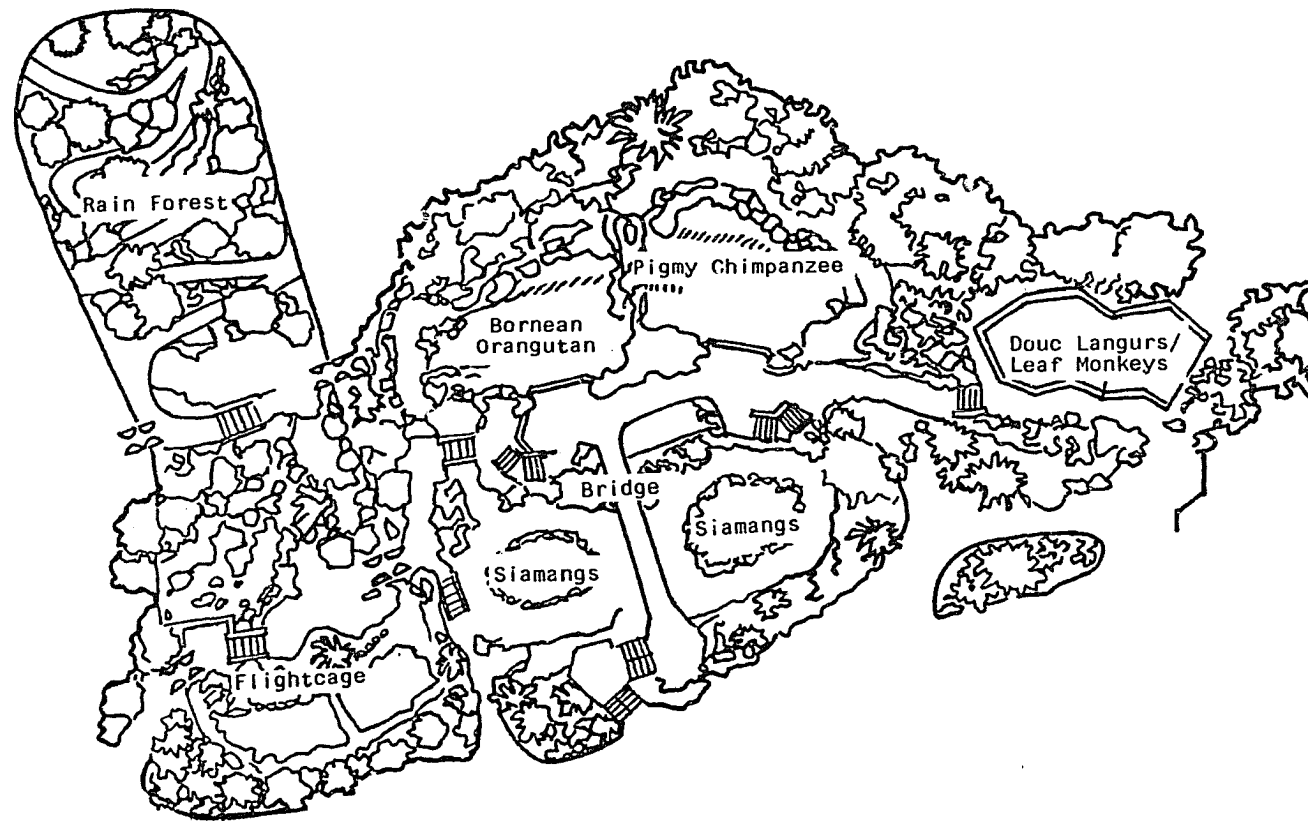 Rain Forest
Pigmy Chimpanzee
Bornean
Orangutan
Douc Langurs/
Leaf Monkeys
Bridge
Siamangs
Siamangs
Flightcage